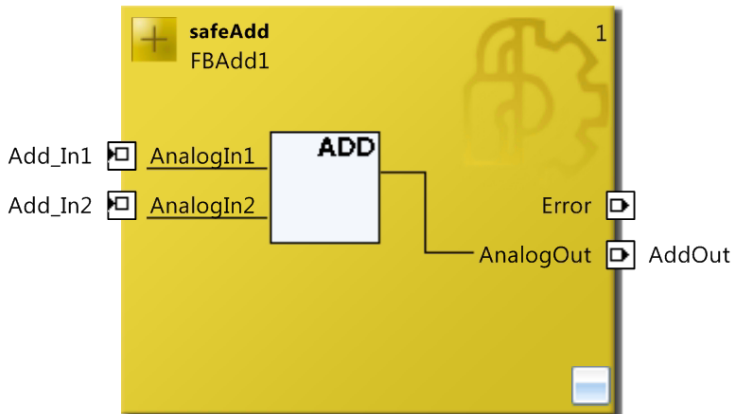 safeAdd 1
FBAdd1
ADD
Add_In1 AnalogIn1
Add_In2 AnalogIn2
Error
AnalogOut AddOut